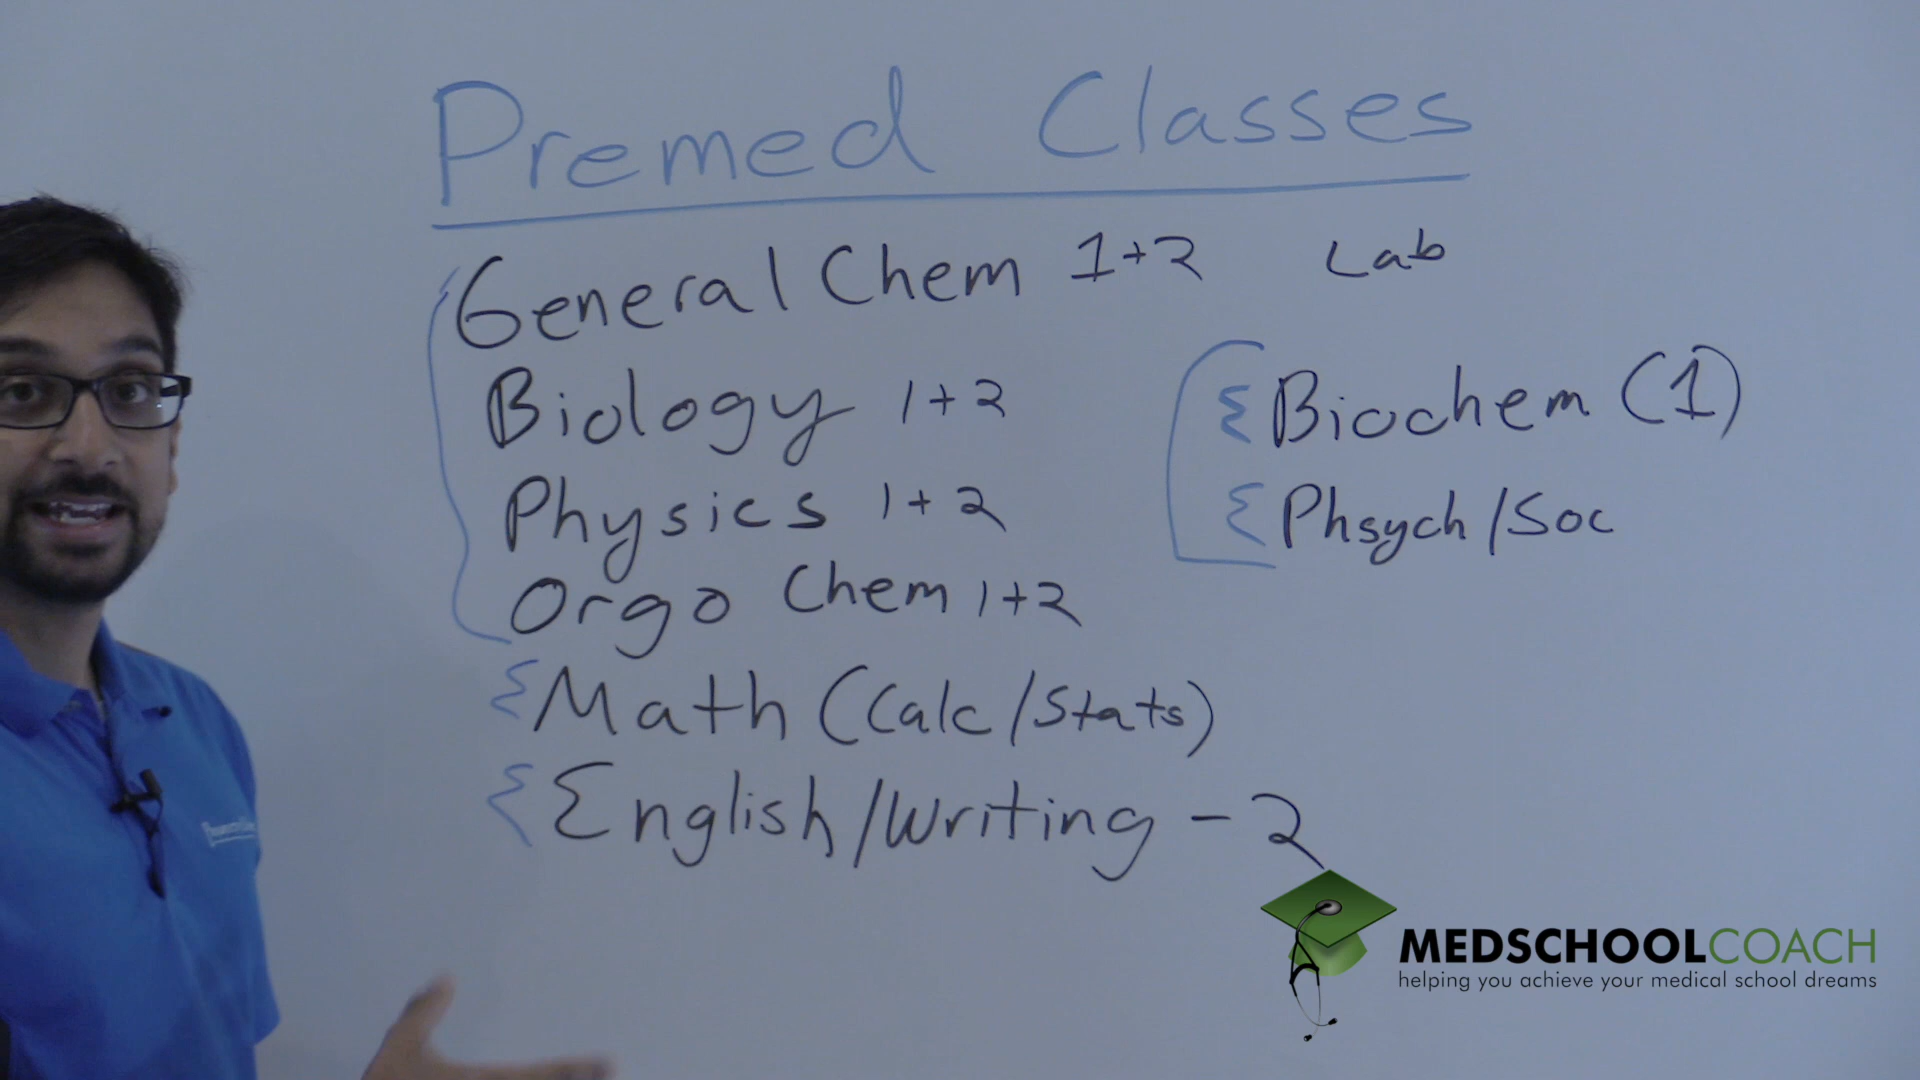 Premed Classes
General Chem 1+2 Lab
Biology 1+2
Physics 1+2
Orgo Chem 1+2
Math (Calc/Stats)
English/Writing - 2
Biochem (1)
Phsych/Soc
MEDSCHOOLCOACH
helping you achieve your medical school dreams